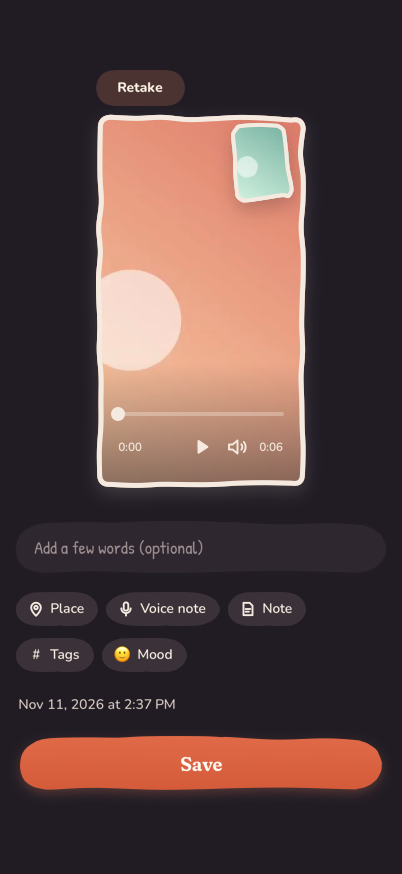 Retake
0:00 0:06
Add a few words (optional)
Place Voice note Note
# Tags Mood
Nov 11, 2026 at 2:37 PM
Save